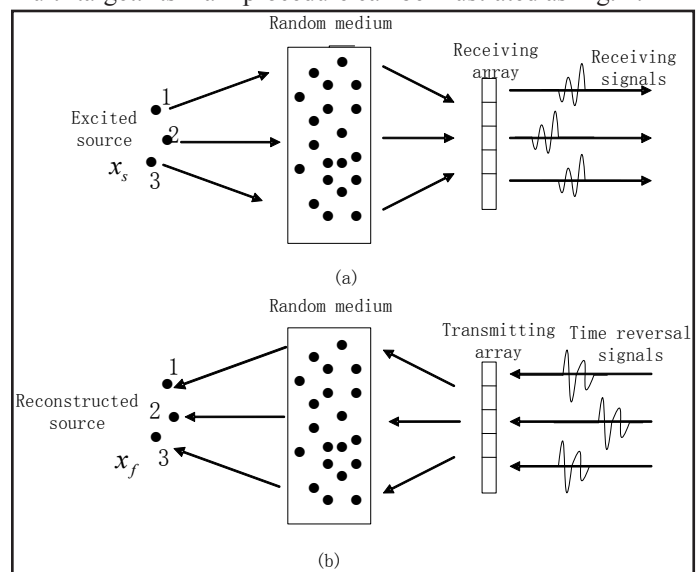 Random medium
Receiving
array
Receiving
signals
Excited
source
x_s
1
2
3
(a)
Random medium
Transmitting
array
Time reversal
signals
Reconstructed
source
x_f
1
2
3
(b)